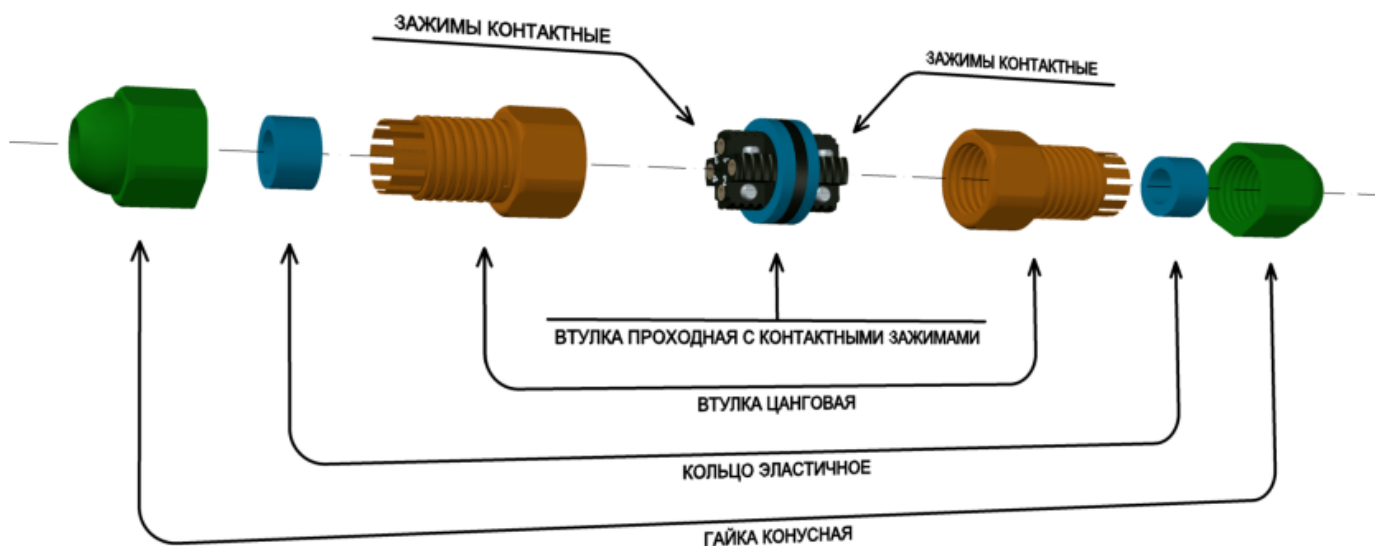 ЗАЖИМЫ КОНТАКТНЫЕ
ЗАЖИМЫ КОНТАКТНЫЕ
ВТУЛКА ПРОХОДНАЯ С КОНТАКТНЫМИ ЗАЖИМАМИ
ВТУЛКА ЦАНГОВАЯ
КОЛЬЦО ЭЛАСТИЧНОЕ
ГАЙКА КОНУСНАЯ